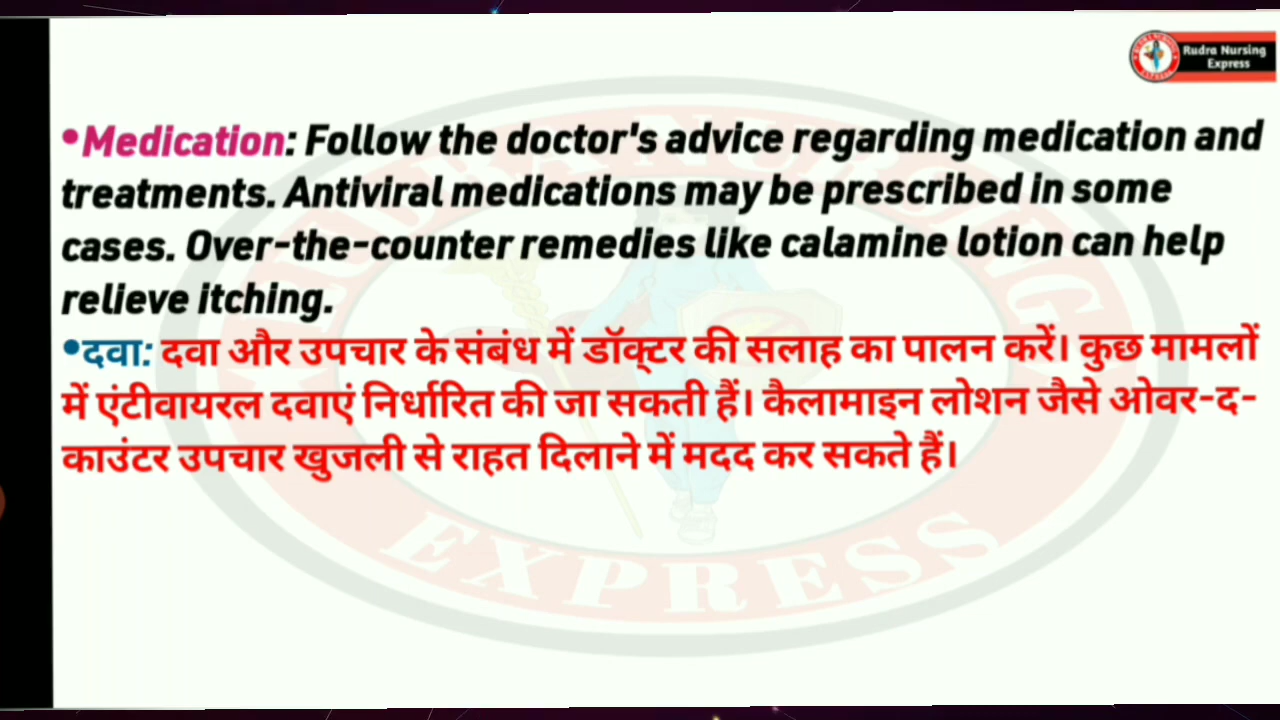 Rudra Nursing
Express
•Medication: Follow the doctor's advice regarding medication and
treatments. Antiviral medications may be prescribed in some
cases. Over-the-counter remedies like calamine lotion can help
relieve itching.
•दवा: दवा और उपचार के संबंध में डॉक्टर की सलाह का पालन करें। कुछ मामलों
में एंटीवायरल दवाएं निर्धारित की जा सकती हैं। कैलामाइन लोशन जैसे ओवर-द-
काउंटर उपचार खुजली से राहत दिलाने में मदद कर सकते हैं।
RUDRA NURSING
EXPRESS